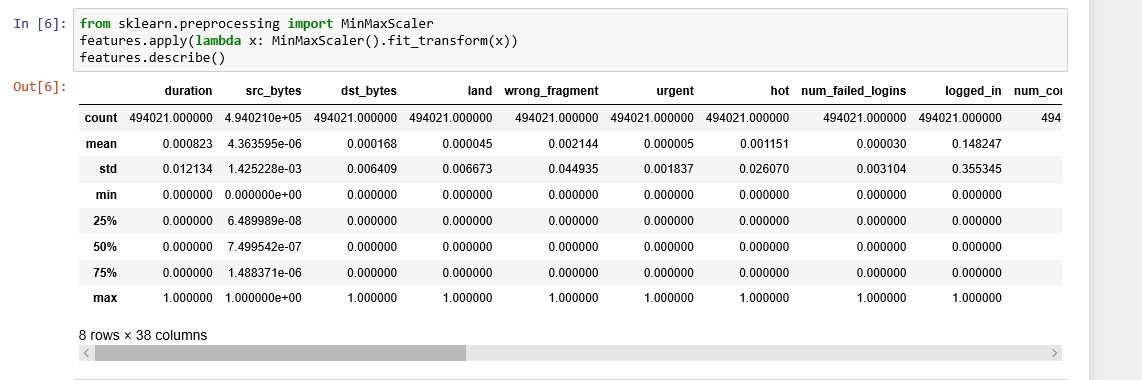 In [6]: from sklearn.preprocessing import MinMaxScaler
features.apply(lambda x: MinMaxScaler().fit_transform(x))
features.describe()
Out[6]:
duration src_bytes dst_bytes land wrong_fragment urgent hot num_failed_logins logged_in num_co
count 494021.000000 4.940210e+05 494021.000000 494021.000000 494021.000000 494021.000000 494021.000000 494021.000000 494021.000000 494
mean 0.000823 4.363595e-06 0.000168 0.000045 0.002144 0.000005 0.001151 0.000030 0.148247
std 0.012134 1.425228e-03 0.006409 0.006673 0.044935 0.001837 0.026070 0.003104 0.355345
min 0.000000 0.000000e+00 0.000000 0.000000 0.000000 0.000000 0.000000 0.000000 0.000000
25% 0.000000 6.489989e-08 0.000000 0.000000 0.000000 0.000000 0.000000 0.000000 0.000000
50% 0.000000 7.499542e-07 0.000000 0.000000 0.000000 0.000000 0.000000 0.000000 0.000000
75% 0.000000 1.488371e-06 0.000000 0.000000 0.000000 0.000000 0.000000 0.000000 0.000000
max 1.000000 1.000000e+00 1.000000 1.000000 1.000000 1.000000 1.000000 1.000000 1.000000
8 rows × 38 columns